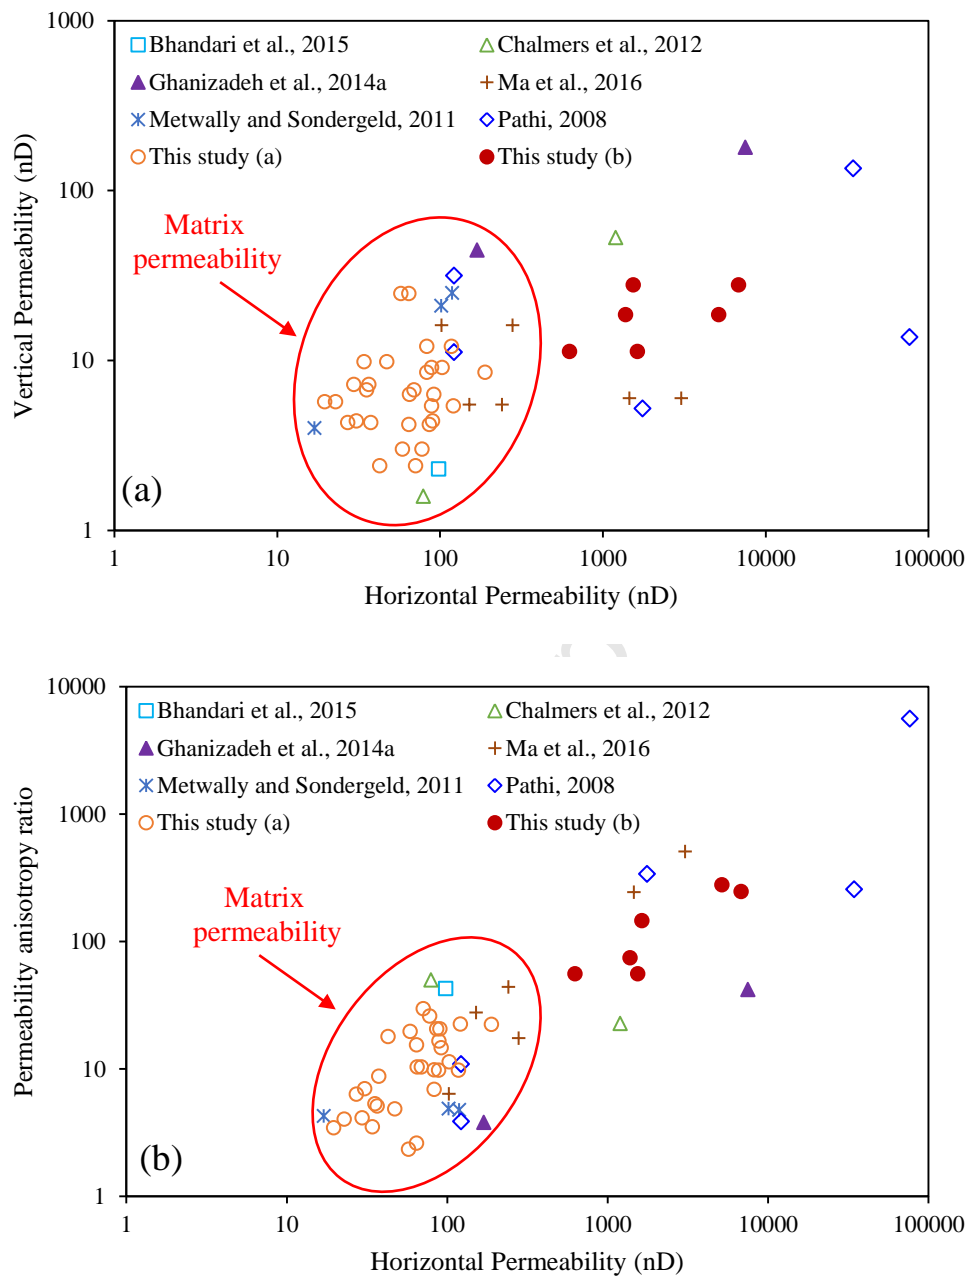 1000
Bhandari et al., 2015
Chalmers et al., 2012
Ghanizadeh et al., 2014a
Ma et al., 2016
Metwally and Sondergeld, 2011
Pathi, 2008
This study (a)
This study (b)
100
10
1
Vertical Permeability (nD)
Matrix
permeability
(a)
1
10
100
1000
10000
100000
Horizontal Permeability (nD)
10000
Bhandari et al., 2015
Chalmers et al., 2012
Ghanizadeh et al., 2014a
Ma et al., 2016
Metwally and Sondergeld, 2011
Pathi, 2008
This study (a)
This study (b)
1000
100
10
1
Permeability anisotropy ratio
Matrix
permeability
(b)
1
10
100
1000
10000
100000
Horizontal Permeability (nD)